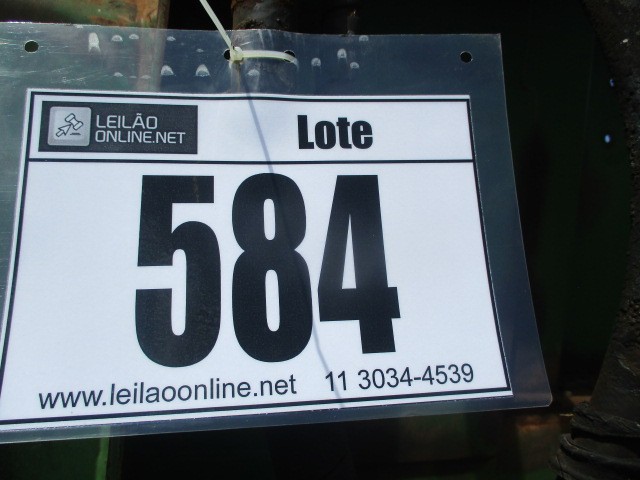 LEILÃO
ONLINE.NET
Lote
584
www.leilaoonline.net 11 3034-4539